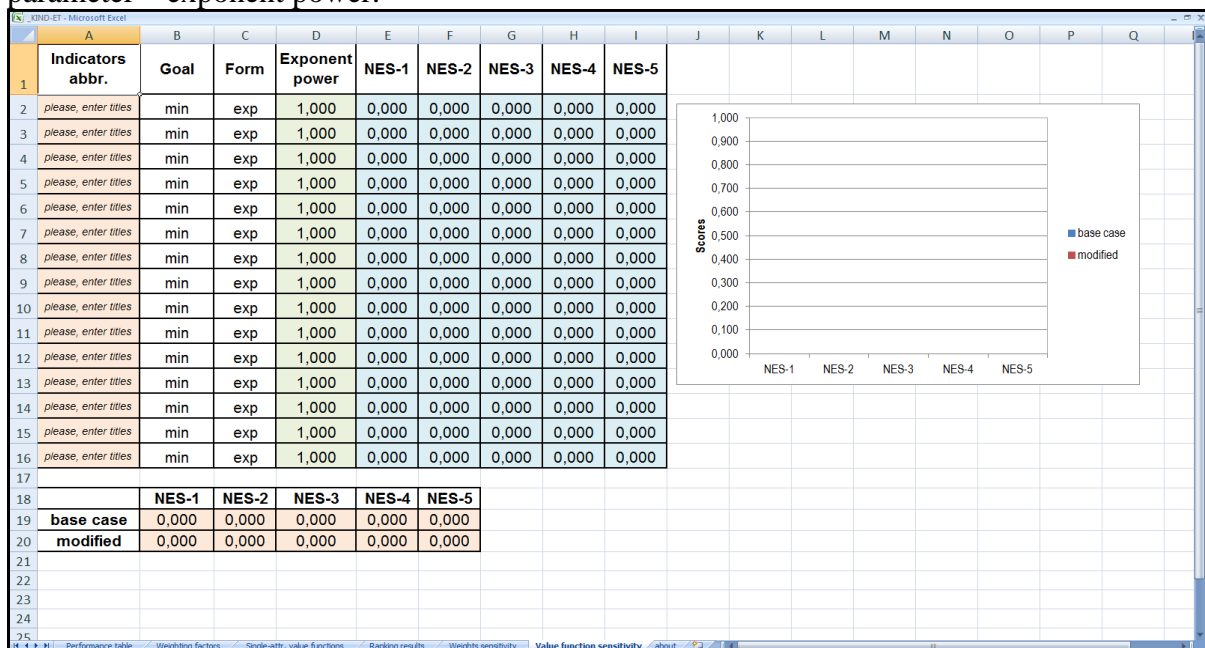 parameter – exponent power.
_KIND-ET - Microsoft Excel
A B C D E F G H I J K L M N O P Q
1 Indicators abbr. Goal Form Exponent power NES-1 NES-2 NES-3 NES-4 NES-5
2 please, enter titles min exp 1,000 0,000 0,000 0,000 0,000 0,000
3 please, enter titles min exp 1,000 0,000 0,000 0,000 0,000 0,000
4 please, enter titles min exp 1,000 0,000 0,000 0,000 0,000 0,000
5 please, enter titles min exp 1,000 0,000 0,000 0,000 0,000 0,000
6 please, enter titles min exp 1,000 0,000 0,000 0,000 0,000 0,000
7 please, enter titles min exp 1,000 0,000 0,000 0,000 0,000 0,000
8 please, enter titles min exp 1,000 0,000 0,000 0,000 0,000 0,000
9 please, enter titles min exp 1,000 0,000 0,000 0,000 0,000 0,000
10 please, enter titles min exp 1,000 0,000 0,000 0,000 0,000 0,000
11 please, enter titles min exp 1,000 0,000 0,000 0,000 0,000 0,000
12 please, enter titles min exp 1,000 0,000 0,000 0,000 0,000 0,000
13 please, enter titles min exp 1,000 0,000 0,000 0,000 0,000 0,000
14 please, enter titles min exp 1,000 0,000 0,000 0,000 0,000 0,000
15 please, enter titles min exp 1,000 0,000 0,000 0,000 0,000 0,000
16 please, enter titles min exp 1,000 0,000 0,000 0,000 0,000 0,000
17
18 NES-1 NES-2 NES-3 NES-4 NES-5
19 base case 0,000 0,000 0,000 0,000 0,000
20 modified 0,000 0,000 0,000 0,000 0,000
21
22
23
24
25
Scores
1,000
0,900
0,800
0,700
0,600
0,500
0,400
0,300
0,200
0,100
0,000
NES-1 NES-2 NES-3 NES-4 NES-5
base case
modified
Performance table Weighting factors Single-attr. value functions Ranking results Weights sensitivity Value function sensitivity about